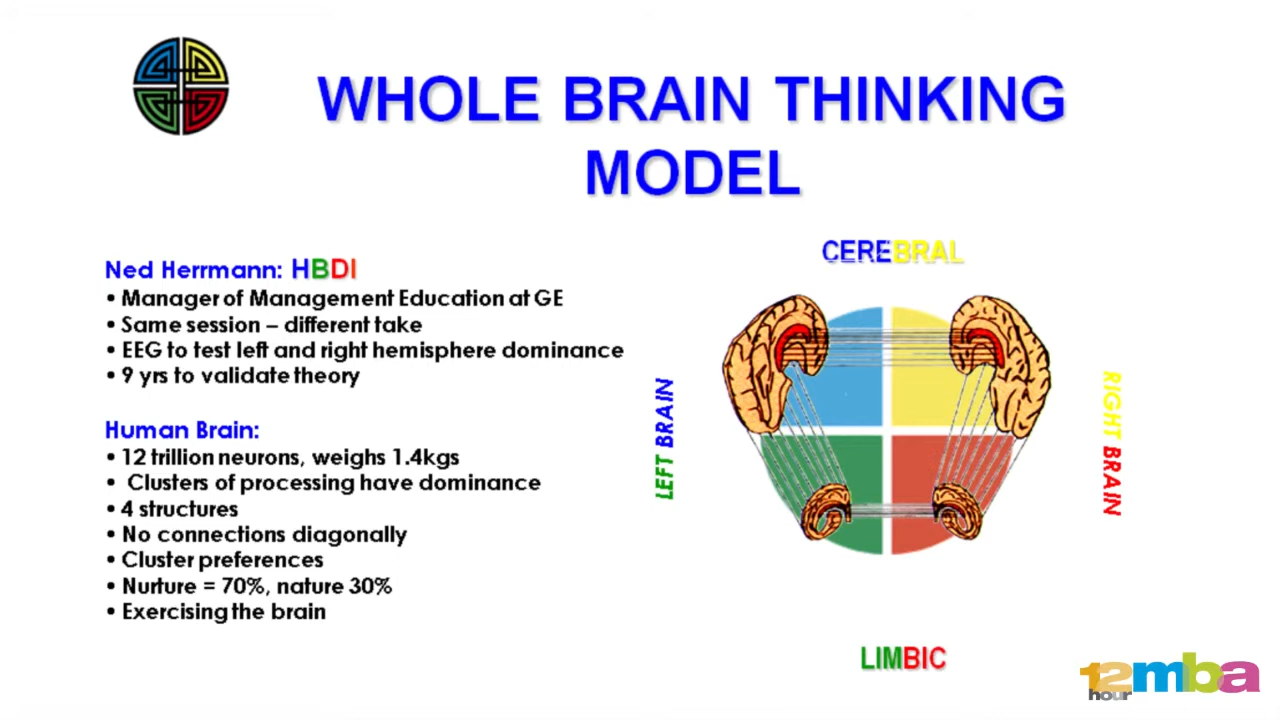 WHOLE BRAIN THINKING
MODEL
Ned Herrmann: HBDI
• Manager of Management Education at GE
• Same session – different take
• EEG to test left and right hemisphere dominance
• 9 yrs to validate theory
Human Brain:
• 12 trillion neurons, weighs 1.4kgs
• Clusters of processing have dominance
• 4 structures
• No connections diagonally
• Cluster preferences
• Nurture = 70%, nature 30%
• Exercising the brain
CEREBRAL
LEFT BRAIN
RIGHT BRAIN
LIMBIC
12mba
hour